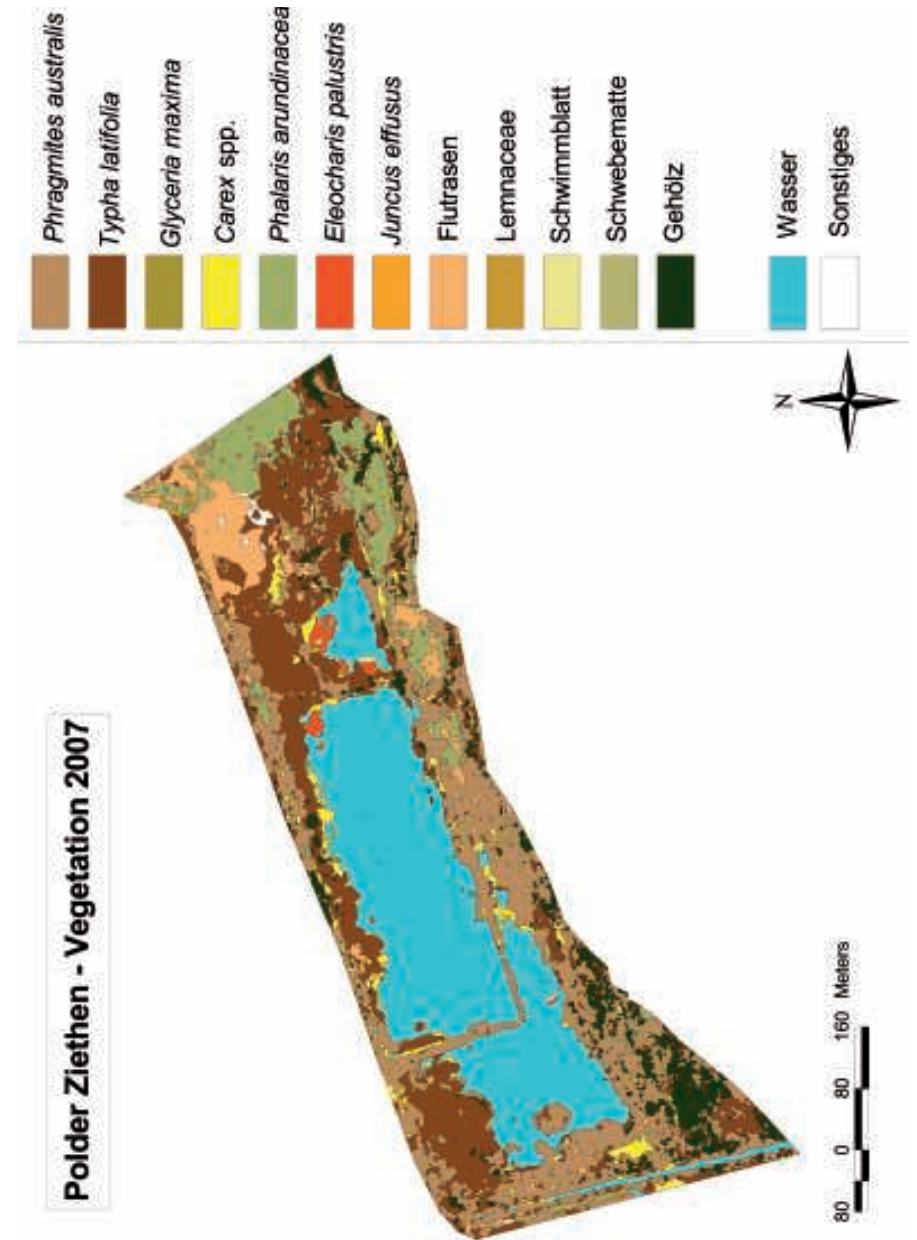 Polder Ziethen - Vegetation 2007
Phragmites australis
Typha latifolia
Glyceria maxima
Carex spp.
Phalaris arundinacea
Eleocharis palustris
Juncus effusus
Flutrasen
Lemnaceae
Schwimmblatt
Schwebematte
Gehölz
Wasser
Sonstiges
N
80 0 80 160 Meters